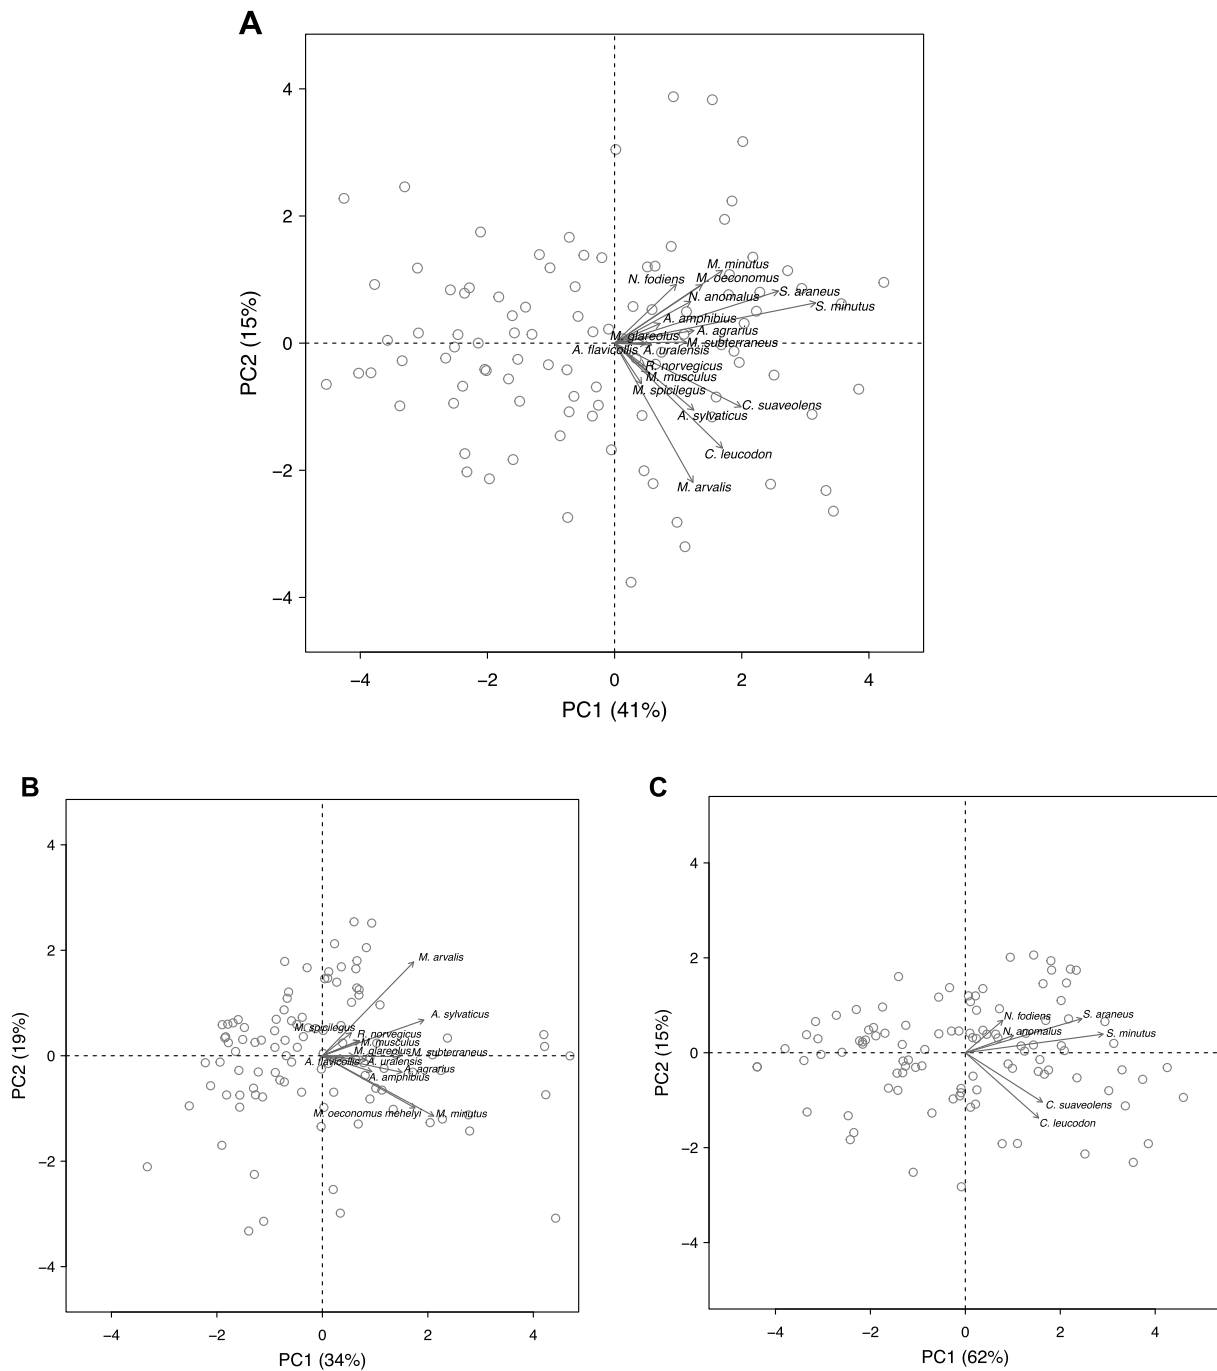 A
4
2
0
−2
−4
PC2 (15%)
M. minutus
N. fodiens
M. oeconomus
S. araneus
N. anomalus
S. minutus
A. amphibius
A. agrarius
M. glareolus
M. subterraneus
A. flavicollis
A. uralensis
R. norvegicus
M. musculus
M. spicilegus
C. suaveolens
A. sylvaticus
C. leucodon
M. arvalis
−4 −2 0 2 4
PC1 (41%)
B
4
2
0
−2
−4
PC2 (19%)
M. arvalis
A. sylvaticus
M. spicilegus
R. norvegicus
M. musculus
M. glareolus
M. subterraneus
A. flavicollis
A. uralensis
A. agrarius
A. amphibius
M. oeconomus mehelyi
M. minutus
−4 −2 0 2 4
PC1 (34%)
C
4
2
0
−2
−4
PC2 (15%)
N. fodiens
S. araneus
N. anomalus
S. minutus
C. suaveolens
C. leucodon
−4 −2 0 2 4
PC1 (62%)